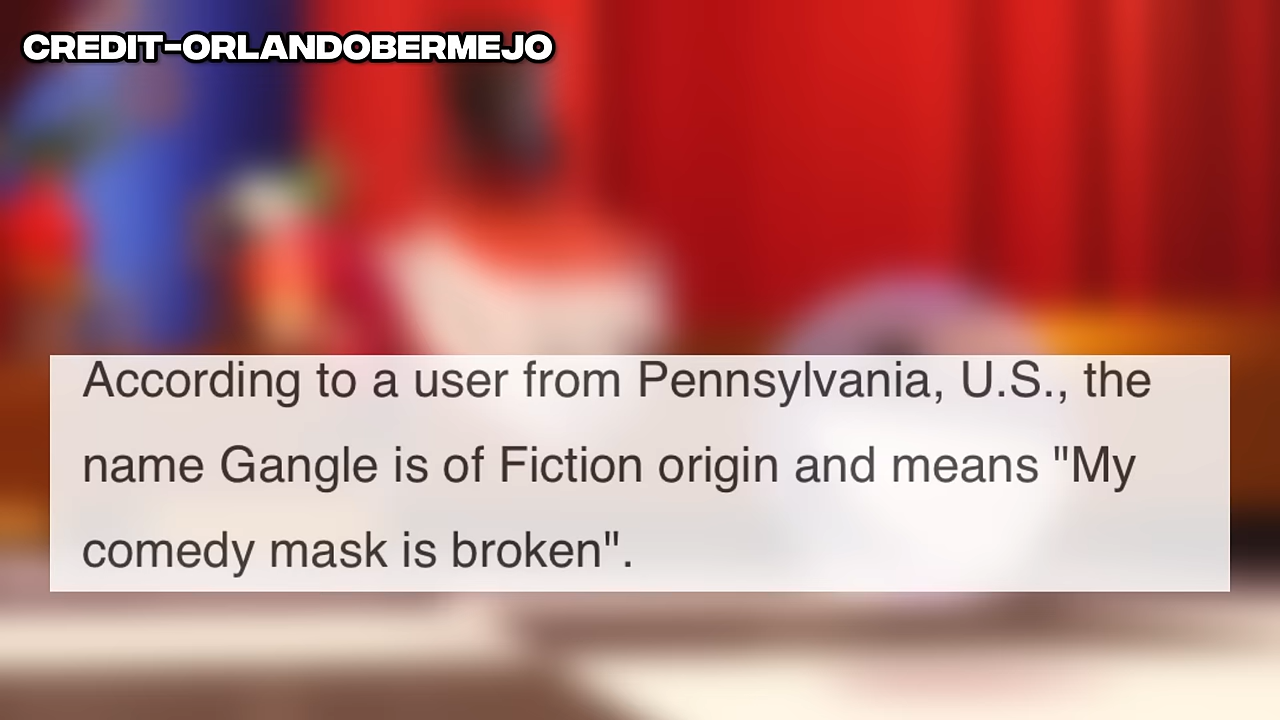 CREDIT-ORLANDOBERMEJO
According to a user from Pennsylvania, U.S., the
name Gangle is of Fiction origin and means "My
comedy mask is broken".